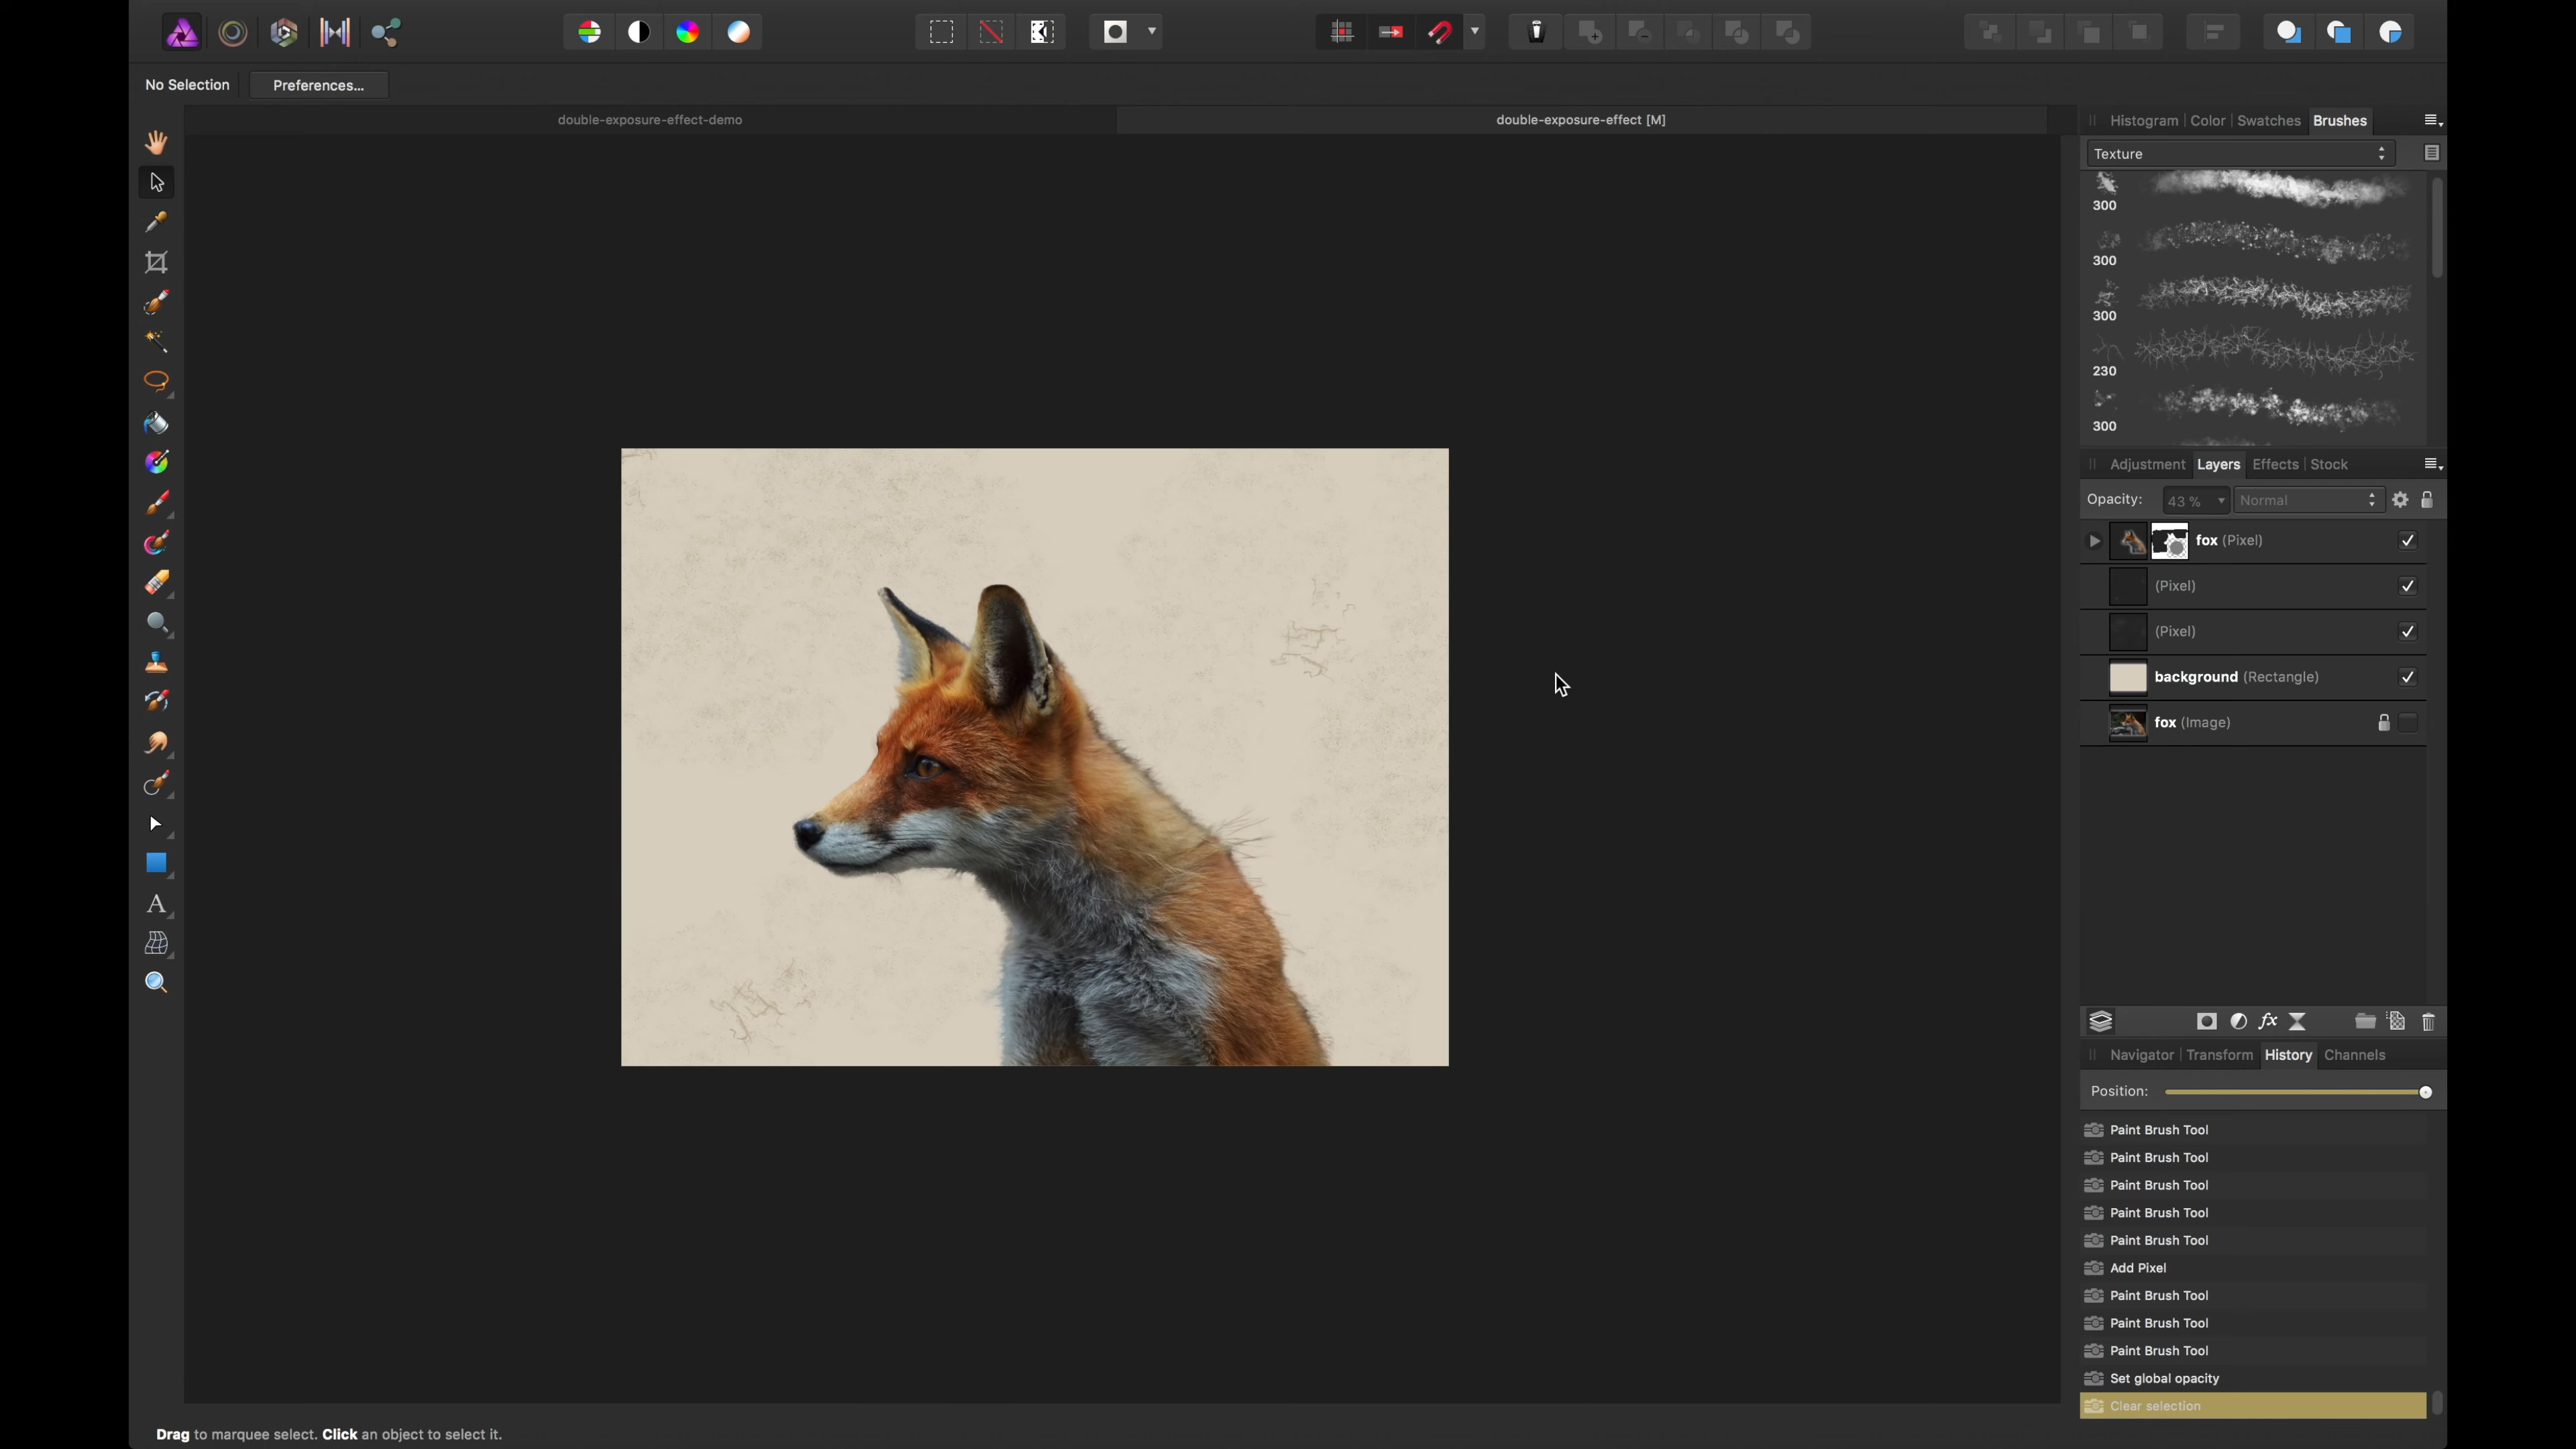 No Selection
Preferences...
double-exposure-effect-demo
double-exposure-effect [M]
Histogram
Color
Swatches
Brushes
Texture
300
300
300
230
300
Adjustment
Layers
Effects
Stock
Opacity:
43 %
Normal
fox (Pixel)
(Pixel)
(Pixel)
background (Rectangle)
fox (Image)
fx
Navigator
Transform
History
Channels
Position:
Paint Brush Tool
Paint Brush Tool
Paint Brush Tool
Paint Brush Tool
Paint Brush Tool
Add Pixel
Paint Brush Tool
Paint Brush Tool
Paint Brush Tool
Set global opacity
Clear selection
Drag to marquee select. Click an object to select it.